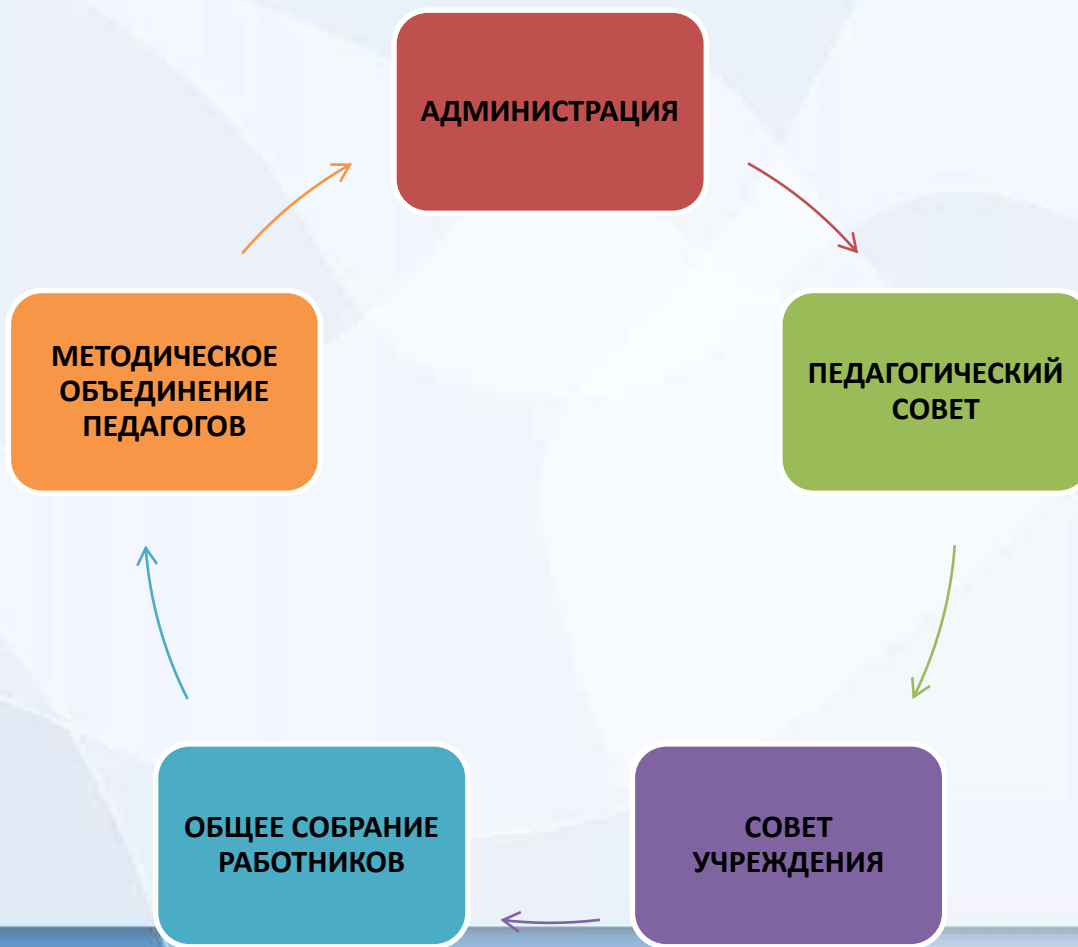 АДМИНИСТРАЦИЯ
ПЕДАГОГИЧЕСКИЙ
СОВЕТ
СОВЕТ
УЧРЕЖДЕНИЯ
ОБЩЕЕ СОБРАНИЕ
РАБОТНИКОВ
МЕТОДИЧЕСКОЕ
ОБЪЕДИНЕНИЕ
ПЕДАГОГОВ